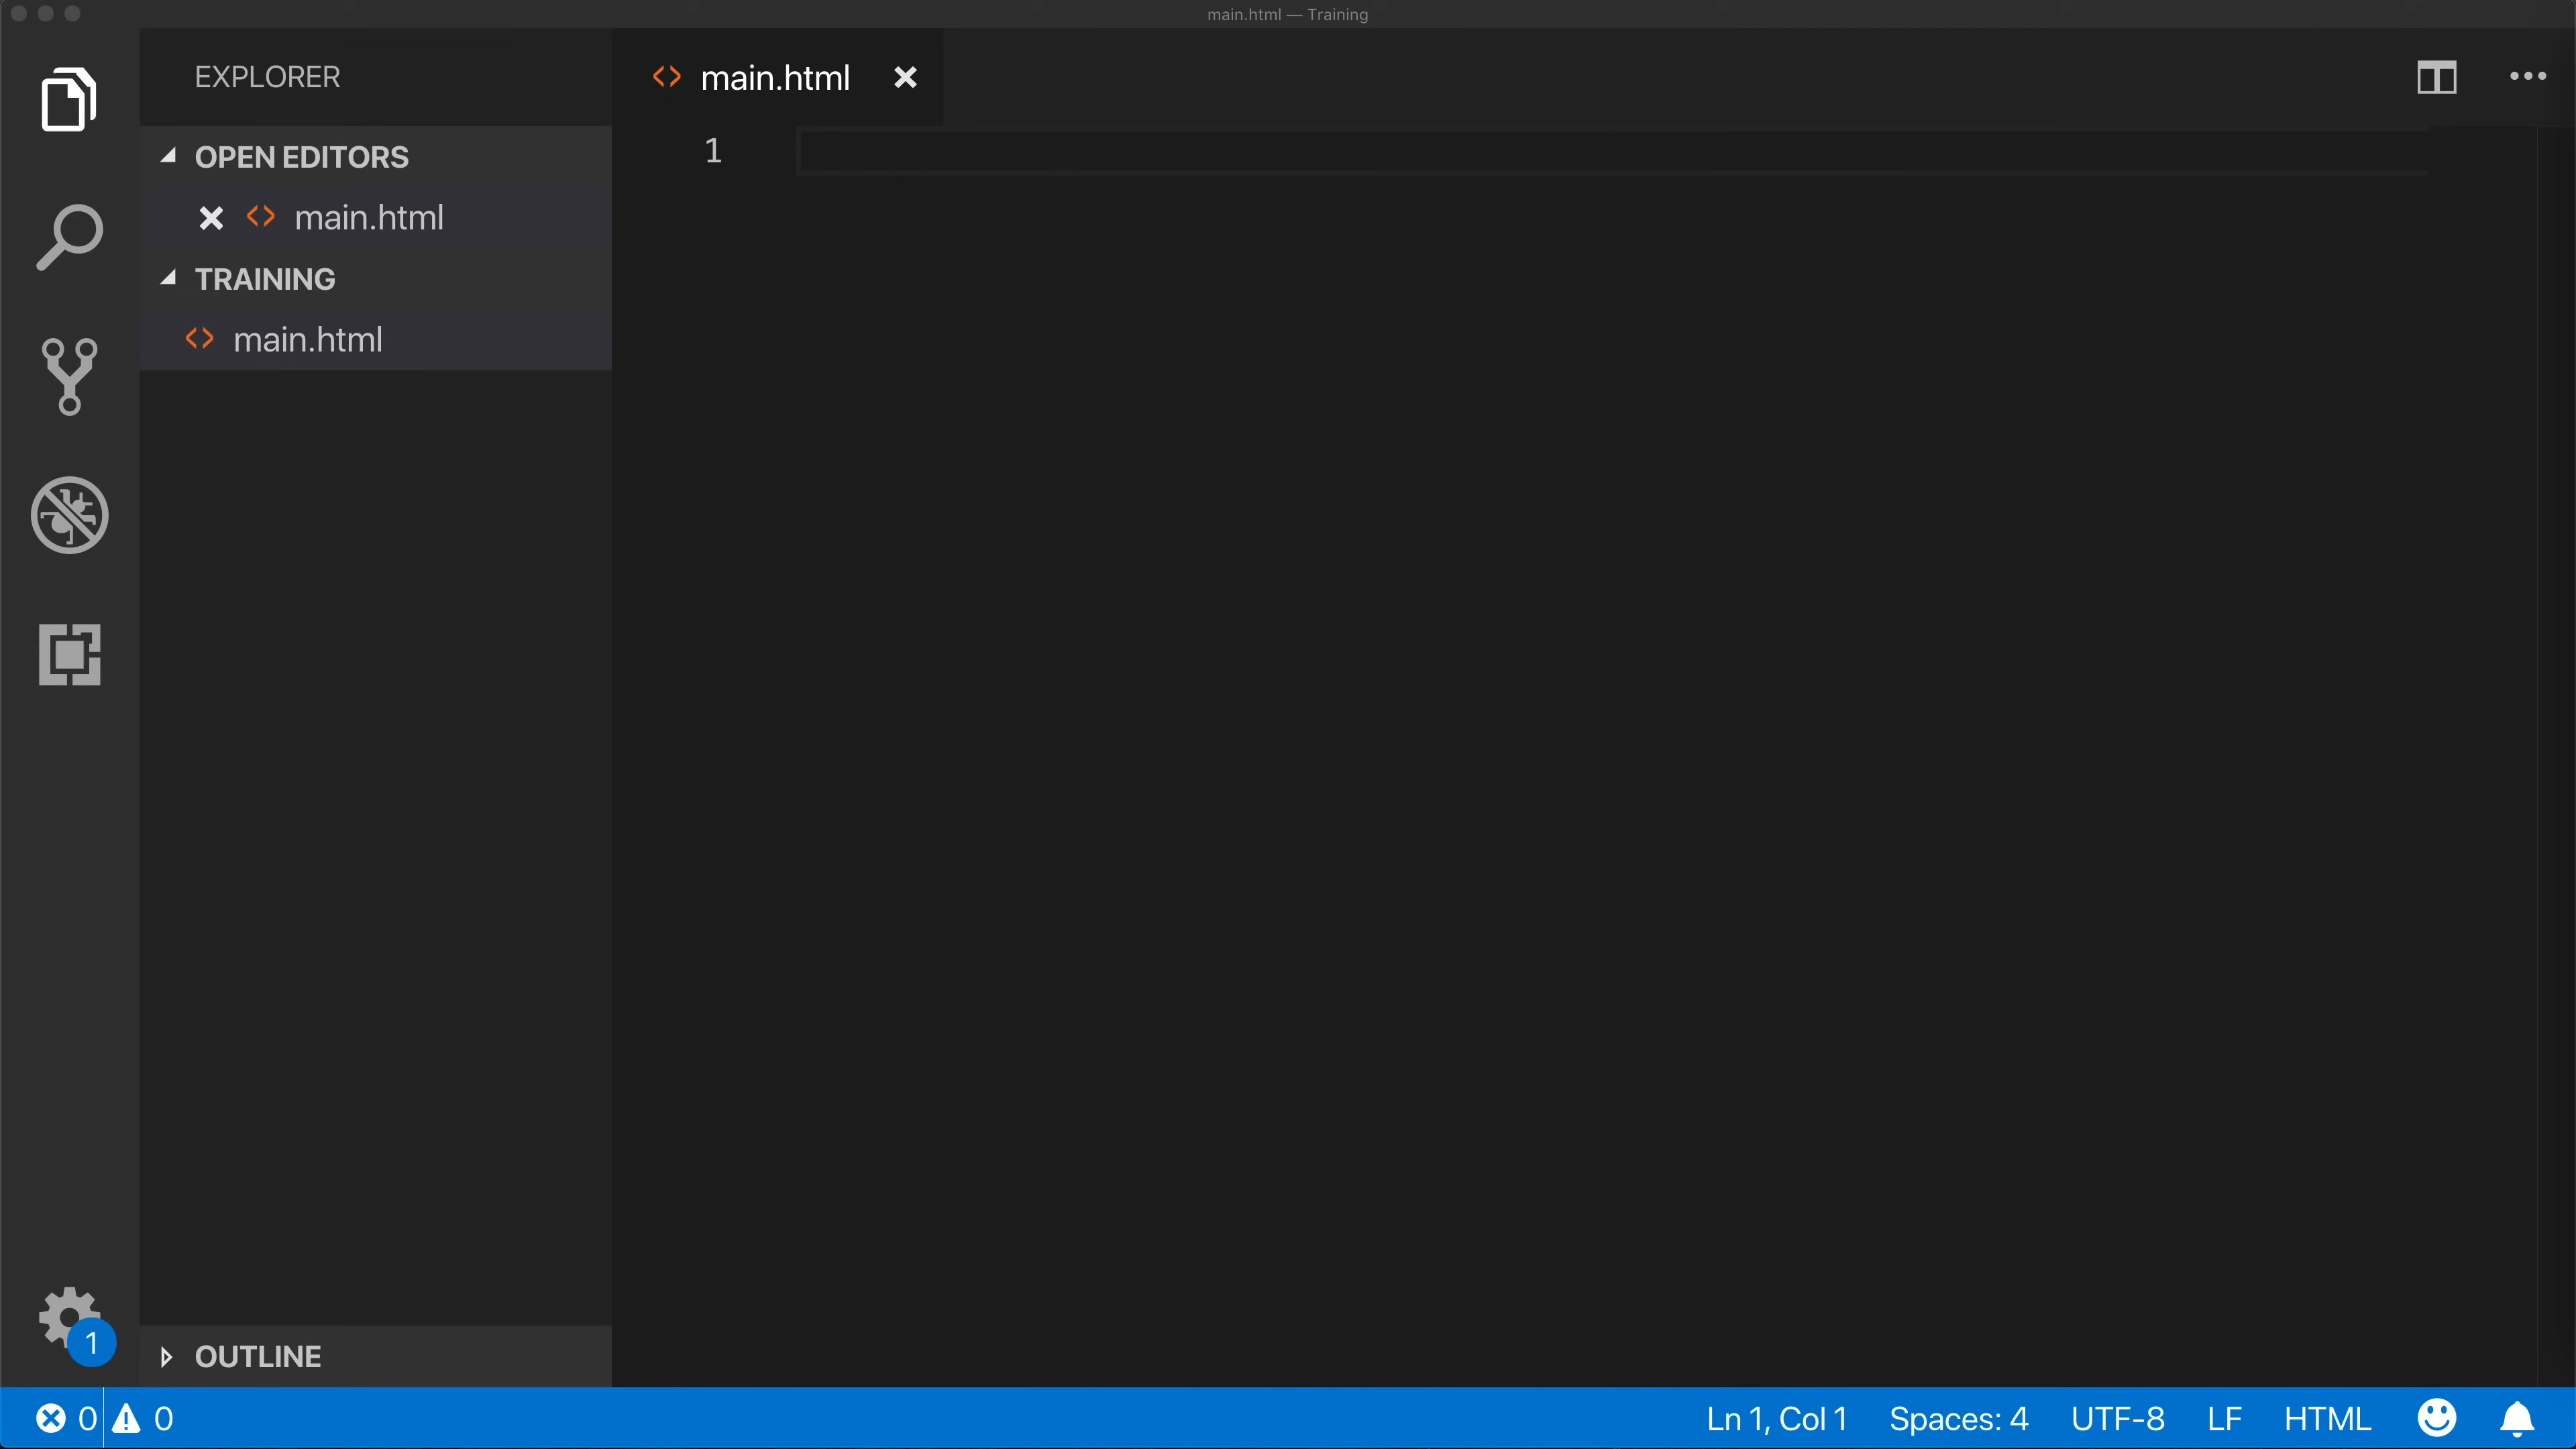 main.html — Training
EXPLORER
main.html
OPEN EDITORS
main.html
TRAINING
main.html
1
OUTLINE
1
0
0
Ln 1, Col 1
Spaces: 4
UTF-8
LF
HTML